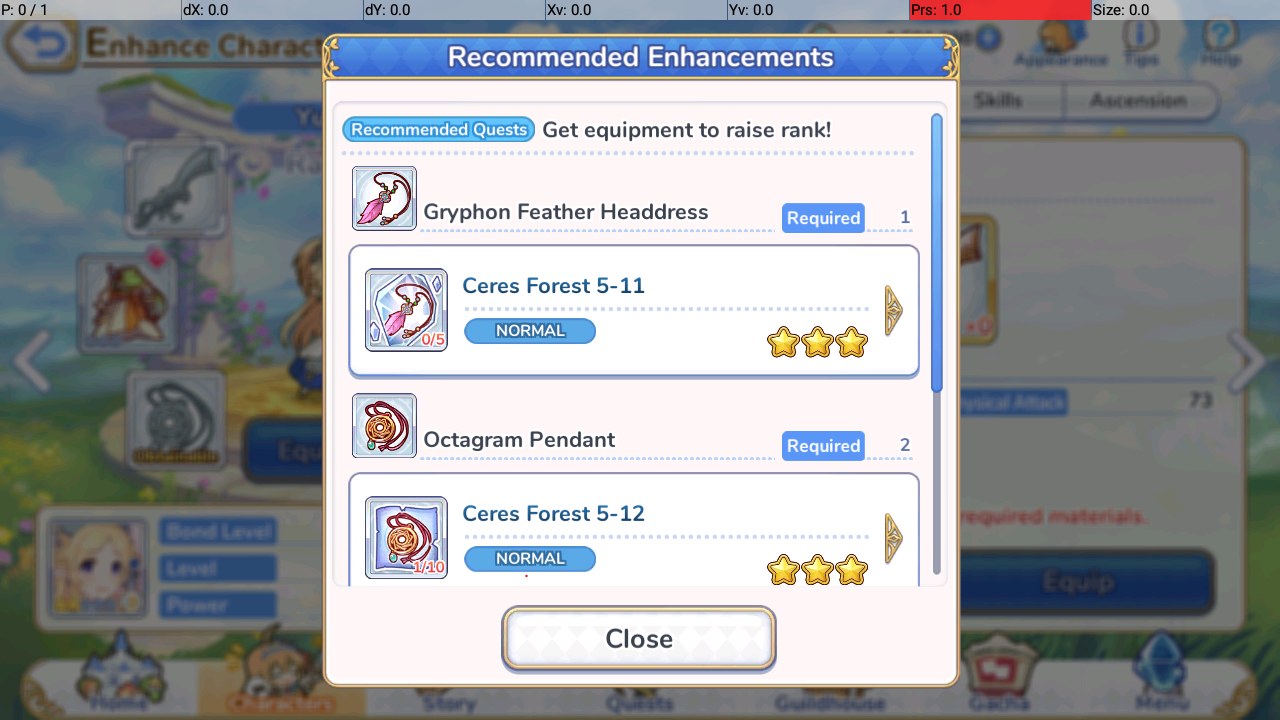 P: 0 / 1
dX: 0.0
dY: 0.0
Xv: 0.0
Yv: 0.0
Prs: 1.0
Size: 0.0
Enhance Charact
Recommended Enhancements
Appearance
Tips
Help
Skills
Ascension
Recommended Quests
Get equipment to raise rank!
Gryphon Feather Headdress
Required
1
Ceres Forest 5-11
0/5
NORMAL
×0
Octagram Pendant
Required
2
Physical Attack
73
Ceres Forest 5-12
1/10
NORMAL
required materials.
Bond Level
Level
Power
Equip
Close
Home
Characters
Story
Quests
Guildhouse
Gacha
Menu